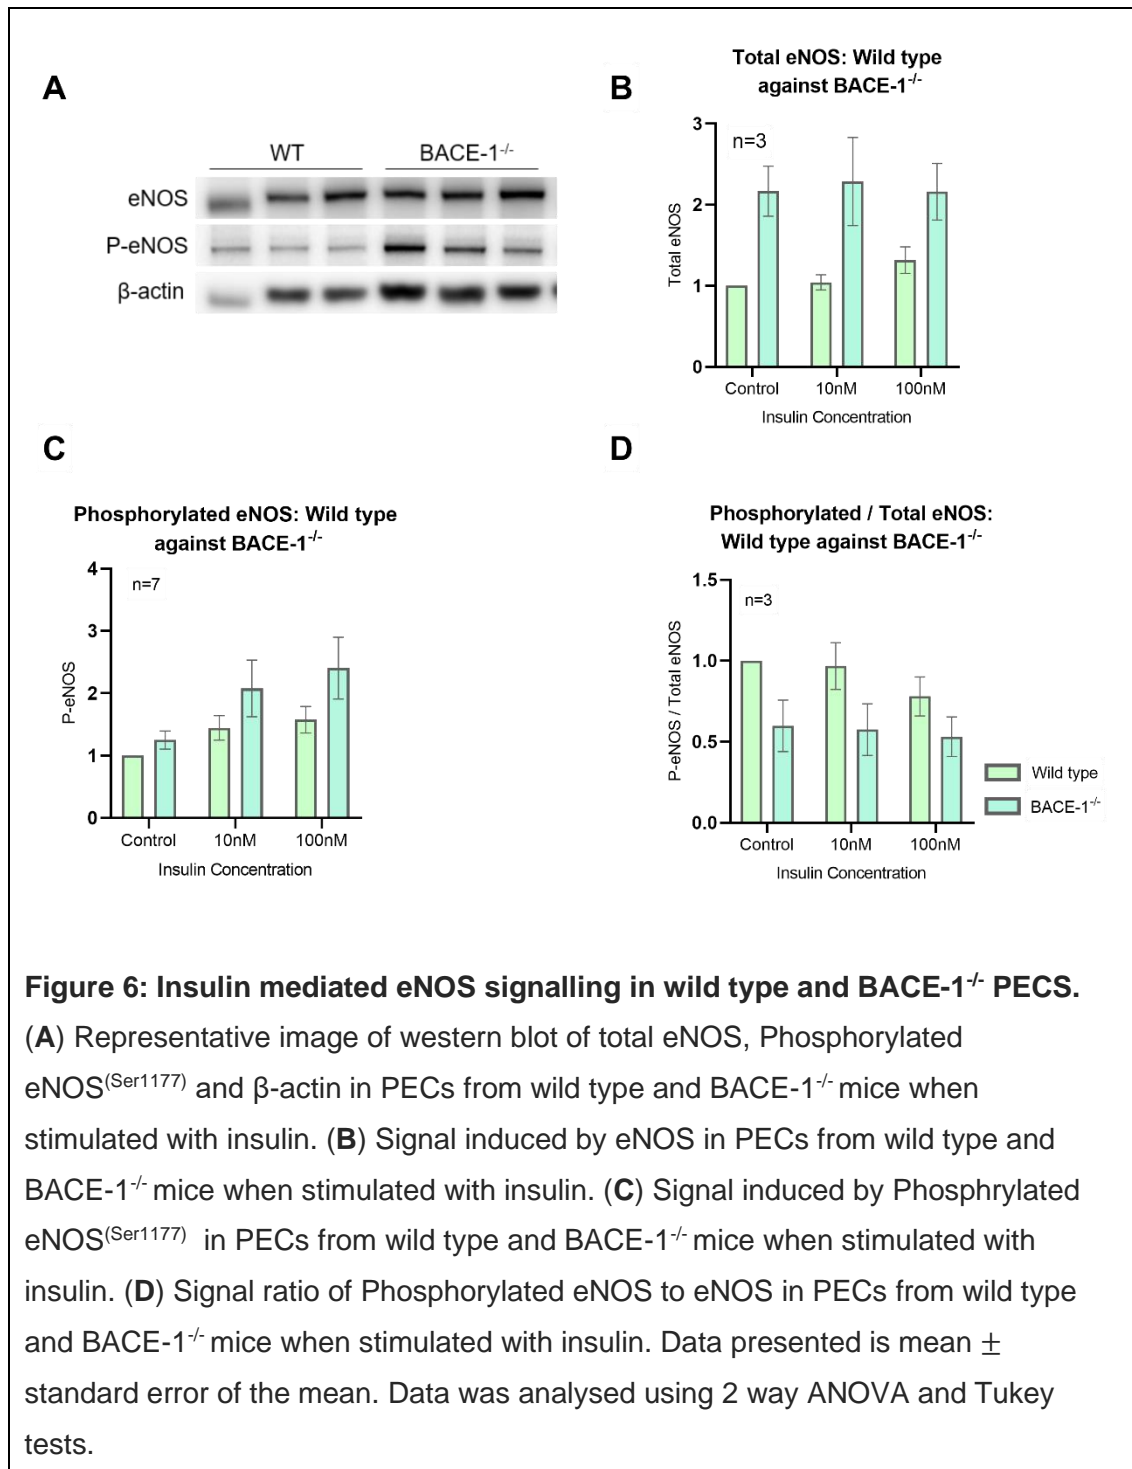 A
WT BACE-1-/-
eNOS
P-eNOS
β-actin
B
Total eNOS: Wild type
against BACE-1-/-
n=3
3
2
1
0
Total eNOS
Control 10nM 100nM
Insulin Concentration
C
Phosphorylated eNOS: Wild type
against BACE-1-/-
n=7
4
3
2
1
0
P-eNOS
Control 10nM 100nM
Insulin Concentration
D
Phosphorylated / Total eNOS:
Wild type against BACE-1-/-
n=3
1.5
1.0
0.5
0.0
P-eNOS / Total eNOS
Control 10nM 100nM
Insulin Concentration
Wild type
BACE-1-/-
Figure 6: Insulin mediated eNOS signalling in wild type and BACE-1-/- PECS.
(A) Representative image of western blot of total eNOS, Phosphorylated
eNOS(Ser1177) and β-actin in PECs from wild type and BACE-1-/- mice when
stimulated with insulin. (B) Signal induced by eNOS in PECs from wild type and
BACE-1-/- mice when stimulated with insulin. (C) Signal induced by Phosphrylated
eNOS(Ser1177) in PECs from wild type and BACE-1-/- mice when stimulated with
insulin. (D) Signal ratio of Phosphorylated eNOS to eNOS in PECs from wild type
and BACE-1-/- mice when stimulated with insulin. Data presented is mean ±
standard error of the mean. Data was analysed using 2 way ANOVA and Tukey
tests.